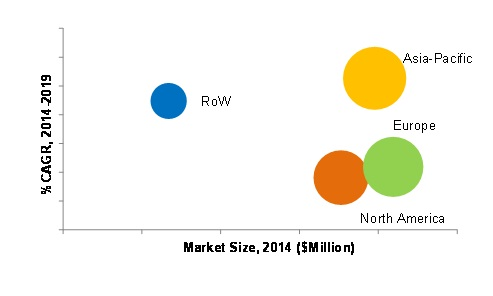 Asia-Pacific
RoW
Europe
North America
% CAGR, 2014-2019
Market Size, 2014 ($Million)